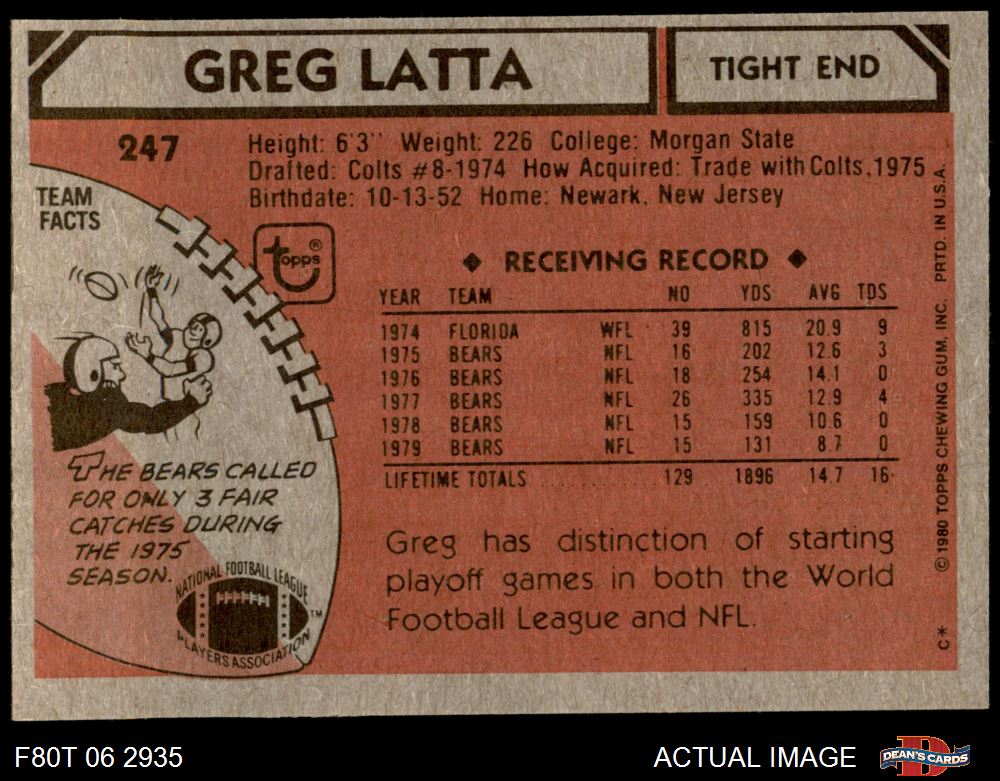 GREG LATTA
TIGHT END
247
Height: 6'3'' Weight: 226 College: Morgan State
Drafted: Colts #8-1974 How Acquired: Trade with Colts, 1975
Birthdate: 10-13-52 Home: Newark, New Jersey
TEAM
FACTS
topps®
◆ RECEIVING RECORD ◆
YEAR TEAM NO YDS AVG TDS
1974 FLORIDA WFL 39 815 20.9 9
1975 BEARS NFL 16 202 12.6 3
1976 BEARS NFL 18 254 14.1 0
1977 BEARS NFL 26 335 12.9 4
1978 BEARS NFL 15 159 10.6 0
1979 BEARS NFL 15 131 8.7 0
LIFETIME TOTALS 129 1896 14.7 16
THE BEARS CALLED
FOR ONLY 3 FAIR
CATCHES DURING
THE 1975
SEASON.
NATIONAL FOOTBALL LEAGUE
PLAYERS ASSOCIATION
TM
Greg has distinction of starting
playoff games in both the World
Football League and NFL.
© 1980 TOPPS CHEWING GUM, INC. PRTD. IN U.S.A.
C*
F80T 06 2935
ACTUAL IMAGE
D
DEAN'S CARDS